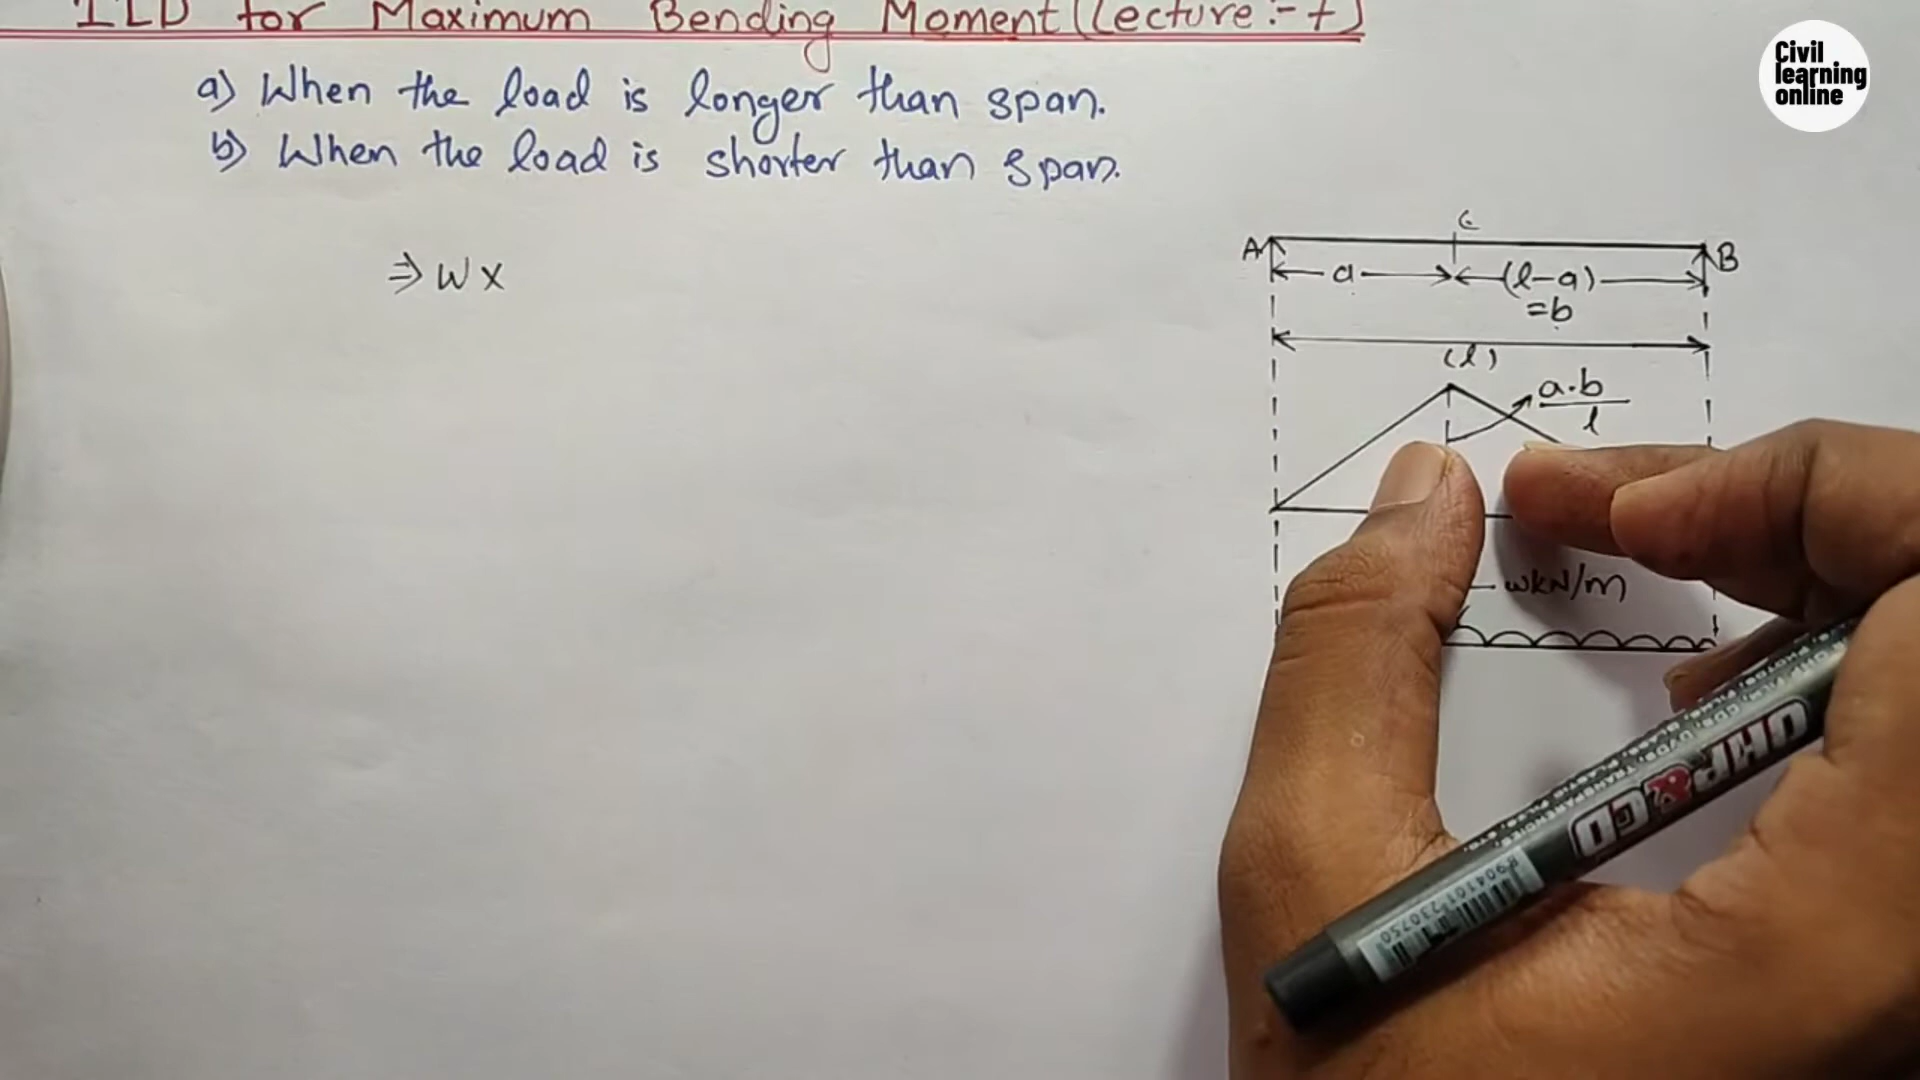 ILD for Maximum Bending Moment (Lecture:-7)
a) When the load is longer than span.
b) When the load is shorter than span.
⇒ w x
Civil
learning
online
A
C
B
a
(l-a)
=b
(l)
a.b
l
wkN/m
OHP & CD
8904101230750